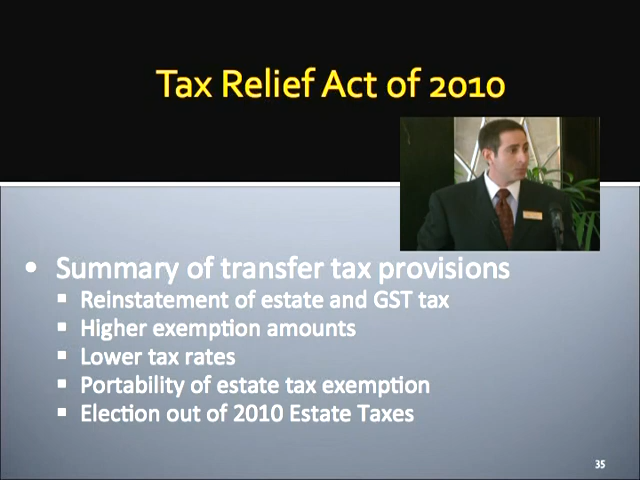 Tax Relief Act of 2010
• Summary of transfer tax provisions
▪ Reinstatement of estate and GST tax
▪ Higher exemption amounts
▪ Lower tax rates
▪ Portability of estate tax exemption
▪ Election out of 2010 Estate Taxes
35